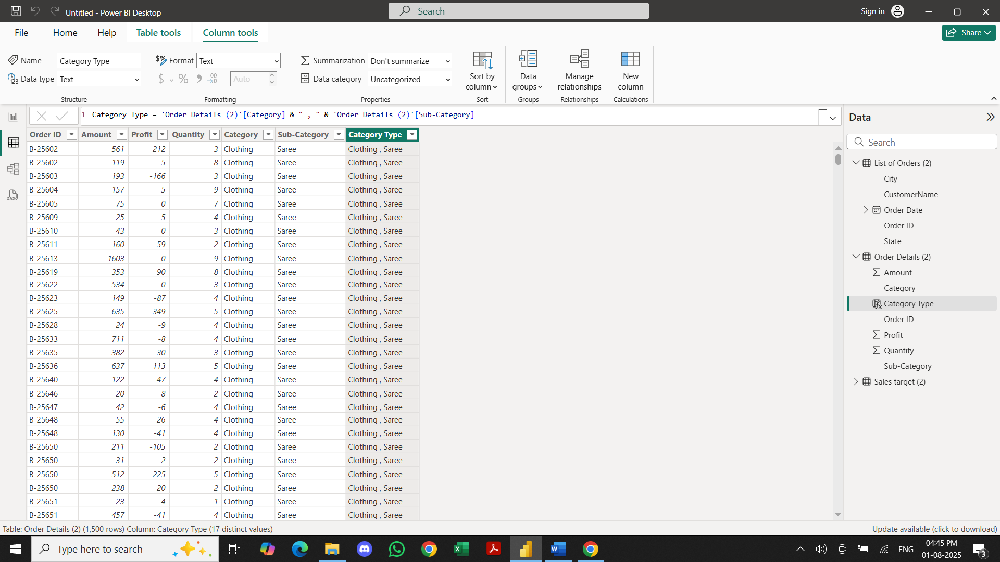 Untitled - Power BI Desktop
Search
Sign in
File Home Help Table tools Column tools
Share
Name Category Type
Data type Text
Structure
Format Text
$ % Auto
Formatting
Summarization Don't summarize
Data category Uncategorized
Properties
Sort by column
Sort
Data groups
Groups
Manage relationships
Relationships
New column
Calculations
1 Category Type = 'Order Details (2)'[Category] & " , " & 'Order Details (2)'[Sub-Category]
Order ID Amount Profit Quantity Category Sub-Category Category Type
B-25602 561 212 3 Clothing Saree Clothing , Saree
B-25602 119 -5 8 Clothing Saree Clothing , Saree
B-25603 193 -166 3 Clothing Saree Clothing , Saree
B-25604 157 5 9 Clothing Saree Clothing , Saree
B-25605 75 0 7 Clothing Saree Clothing , Saree
B-25609 25 -5 4 Clothing Saree Clothing , Saree
B-25610 43 0 3 Clothing Saree Clothing , Saree
B-25611 160 -59 2 Clothing Saree Clothing , Saree
B-25613 1603 0 9 Clothing Saree Clothing , Saree
B-25619 353 90 8 Clothing Saree Clothing , Saree
B-25622 534 0 3 Clothing Saree Clothing , Saree
B-25623 149 -87 4 Clothing Saree Clothing , Saree
B-25625 635 -349 5 Clothing Saree Clothing , Saree
B-25628 24 -9 4 Clothing Saree Clothing , Saree
B-25633 711 -8 4 Clothing Saree Clothing , Saree
B-25635 382 30 3 Clothing Saree Clothing , Saree
B-25636 637 113 5 Clothing Saree Clothing , Saree
B-25640 122 -47 4 Clothing Saree Clothing , Saree
B-25646 20 -8 2 Clothing Saree Clothing , Saree
B-25647 42 -6 4 Clothing Saree Clothing , Saree
B-25648 55 -26 4 Clothing Saree Clothing , Saree
B-25648 130 -41 4 Clothing Saree Clothing , Saree
B-25650 211 -105 2 Clothing Saree Clothing , Saree
B-25650 31 -2 2 Clothing Saree Clothing , Saree
B-25650 512 -225 5 Clothing Saree Clothing , Saree
B-25650 238 20 2 Clothing Saree Clothing , Saree
B-25651 23 4 1 Clothing Saree Clothing , Saree
B-25651 457 -41 4 Clothing Saree Clothing , Saree
Data
Search
List of Orders (2)
City
CustomerName
Order Date
Order ID
State
Order Details (2)
Amount
Category
Category Type
Order ID
Profit
Quantity
Sub-Category
Sales target (2)
Table: Order Details (2) (1,500 rows) Column: Category Type (17 distinct values)
Update available (click to download)
Type here to search
ENG
04:45 PM
01-08-2025
3